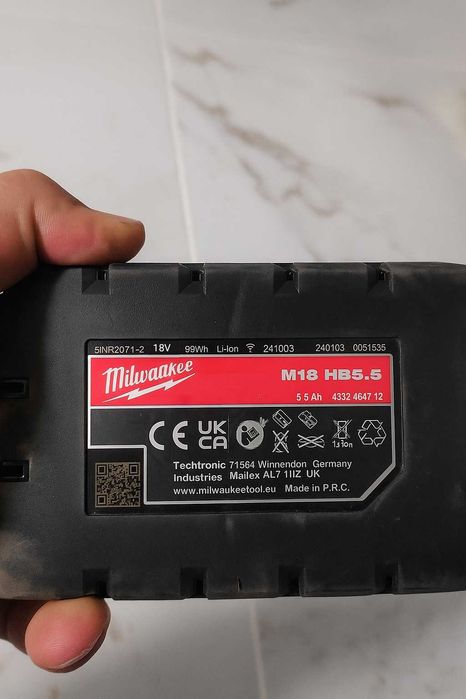 5INR2071-2 18V 99Wh Li-Ion 241003 240103 0051535
Milwaukee
M18 HB5.5
5 5 Ah 4332 4647 12
CE UK CA
Techtronic 71564 Winnendon Germany
Industries Mailex AL7 1IIZ UK
www.milwaukeetool.eu Made in P.R.C.